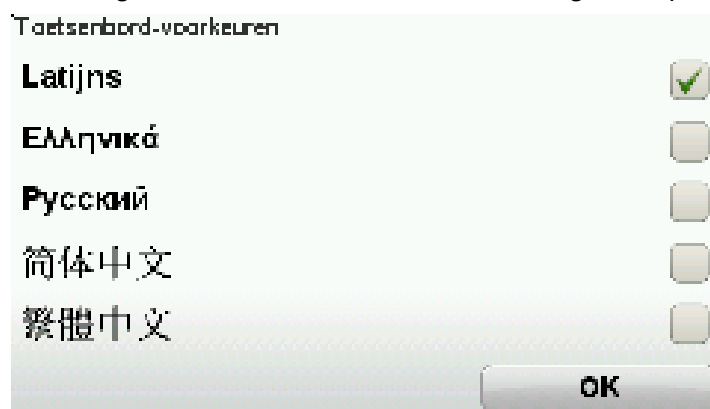 Toetsenbord-voorkeuren
Latijns
Ελληνικά
Русский
简体中文
繁體中文
OK